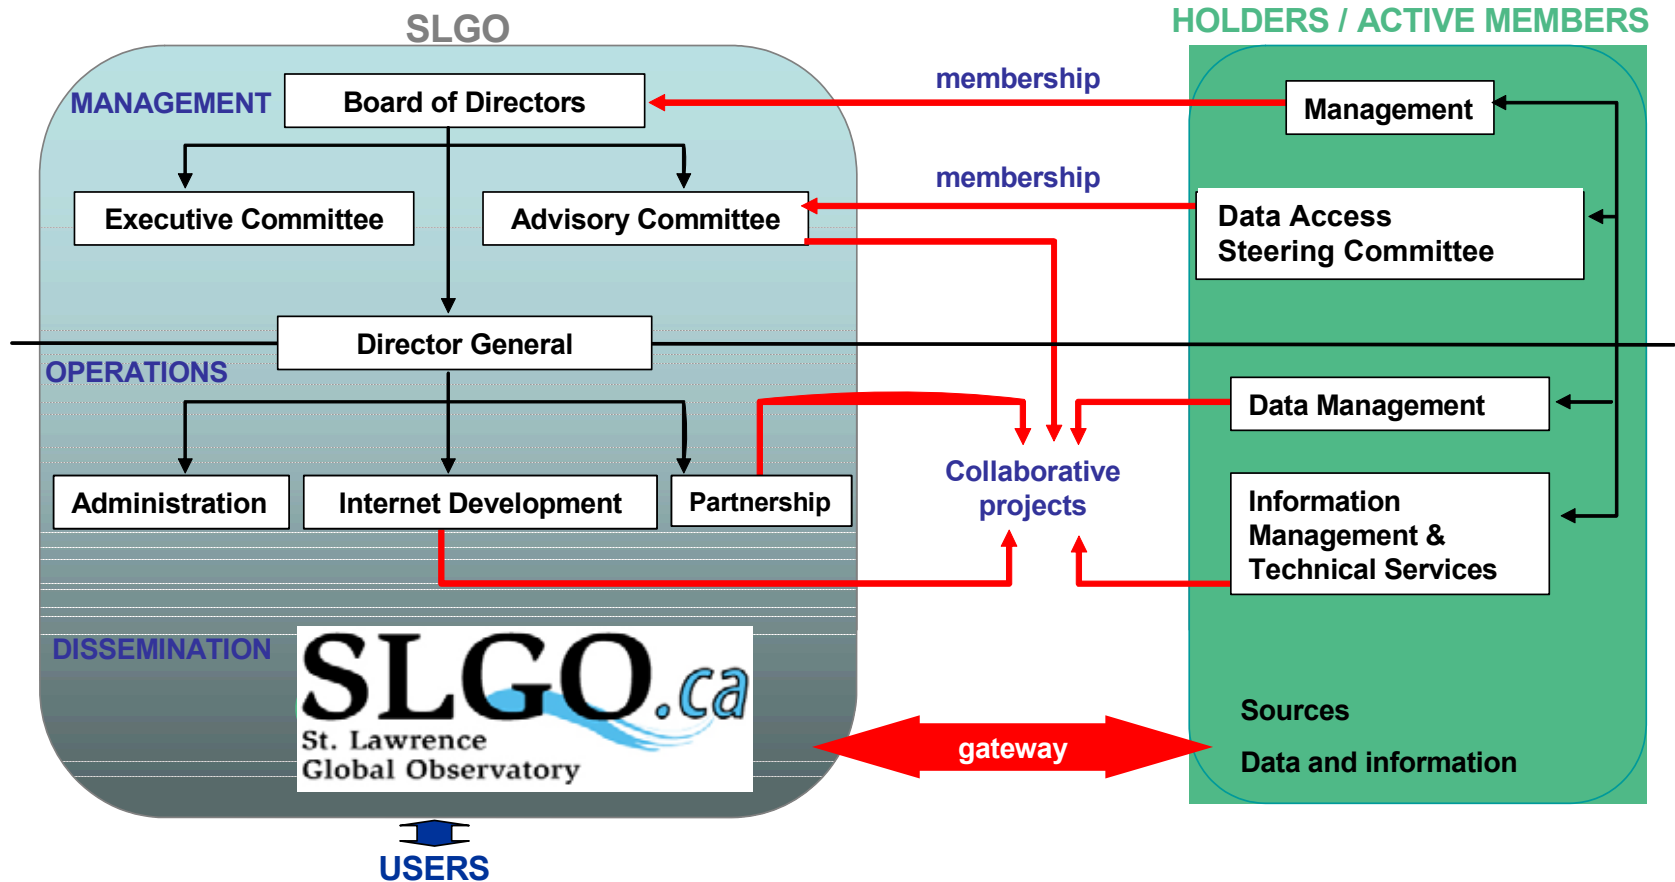 SLGO
HOLDERS / ACTIVE MEMBERS
MANAGEMENT
Board of Directors
membership
Management
Executive Committee
Advisory Committee
membership
Data Access
Steering Committee
Director General
OPERATIONS
Data Management
Administration
Internet Development
Partnership
Collaborative
projects
Information
Management &
Technical Services
DISSEMINATION
SLGO.ca
St. Lawrence
Global Observatory
gateway
Sources
Data and information
USERS